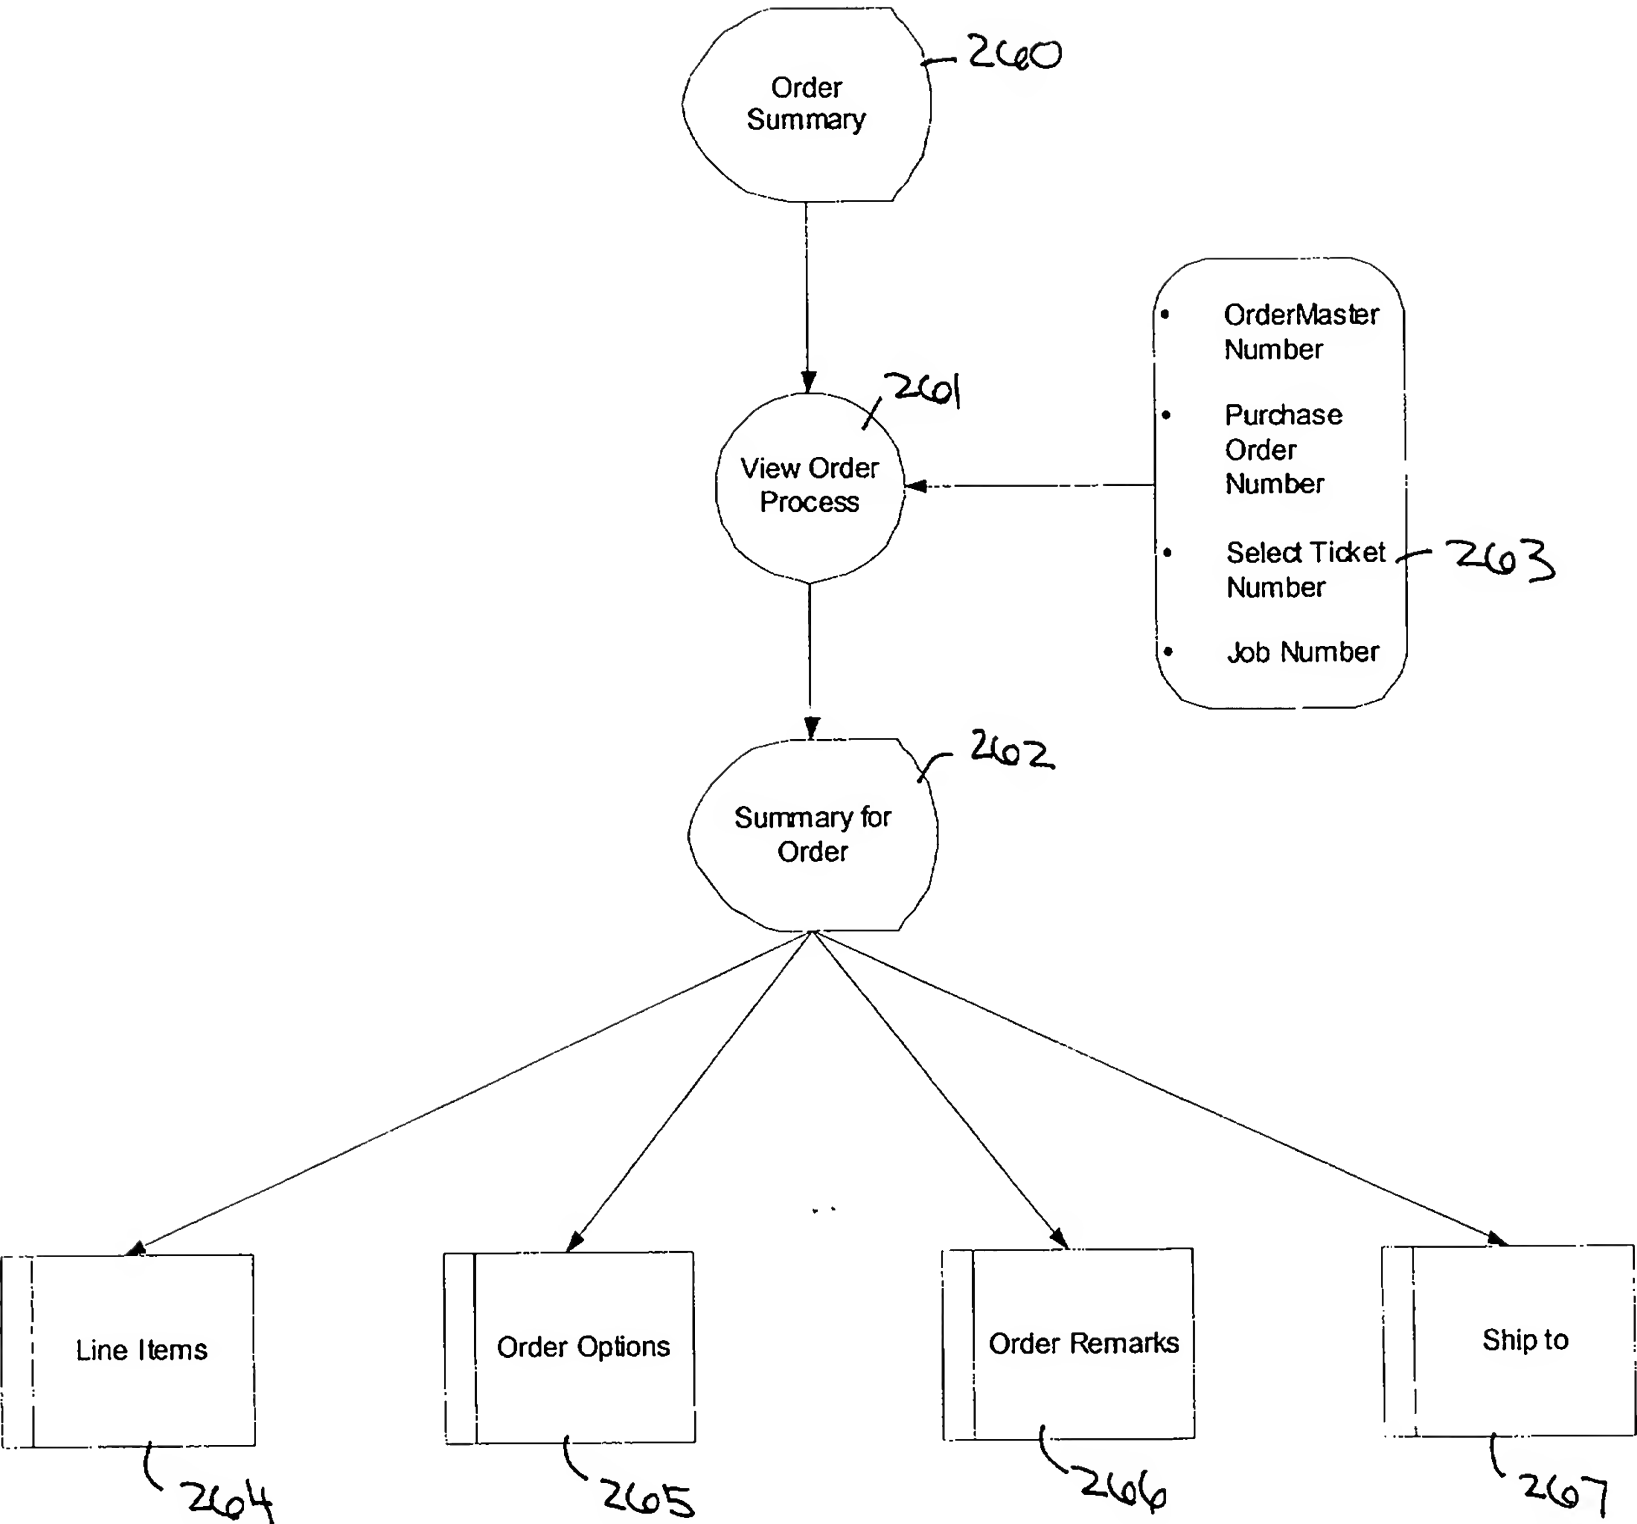 Order
Summary
260
261
View Order
Process
• OrderMaster
Number
• Purchase
Order
Number
• Select Ticket
Number
• Job Number
263
262
Summary for
Order
Line Items
Order Options
Order Remarks
Ship to
264
265
266
267